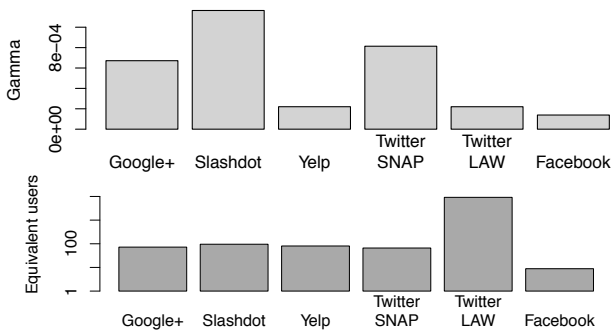 Gamma
8e−04
0e+00
Google+ Slashdot Yelp Twitter SNAP Twitter LAW Facebook
Equivalent users
100
1
Google+ Slashdot Yelp Twitter SNAP Twitter LAW Facebook